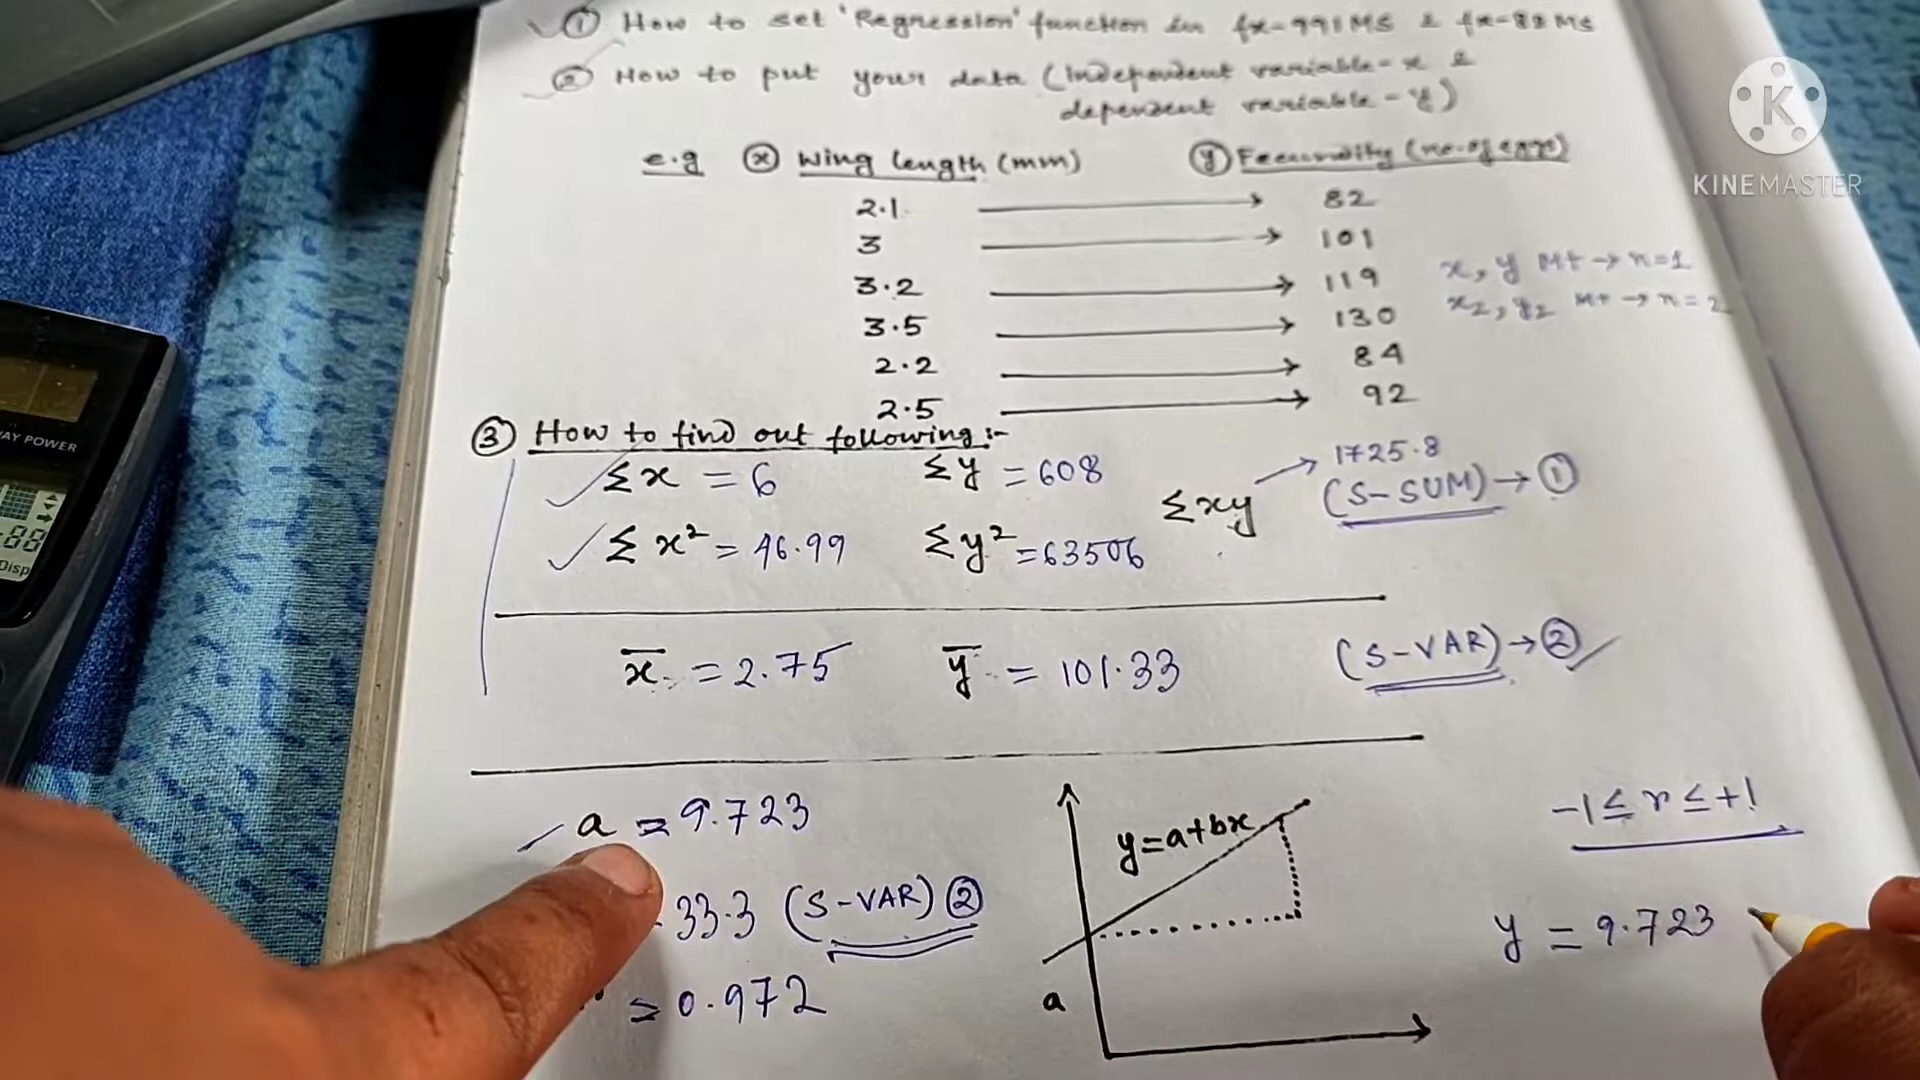 ① How to set 'Regression' function in fx-991MS & fx-82MS
② How to put your data (Independent variable - x &
dependent variable - y)
e.g ⓧ Wing length (mm) ⓨ Fecundity (no. of eggs)
2.1 → 82
3 → 101
3.2 → 119
x, y M+ → n=1
3.5 → 130
x2, y2 M+ → n=2
2.2 → 84
2.5 → 92
③ How to find out following:-
Σx = 6 Σy = 608 Σxy → 1725.8
(S-SUM) → ①
Σx² = 46.99 Σy² = 63506
x̄ = 2.75 ȳ = 101.33 (S-VAR) → ②
a = 9.723
33.3 (S-VAR) ②
= 0.972
y=a+bx
a
-1 ≤ r ≤ +1
y = 9.723
WAY POWER
Disp
K
KINEMASTER